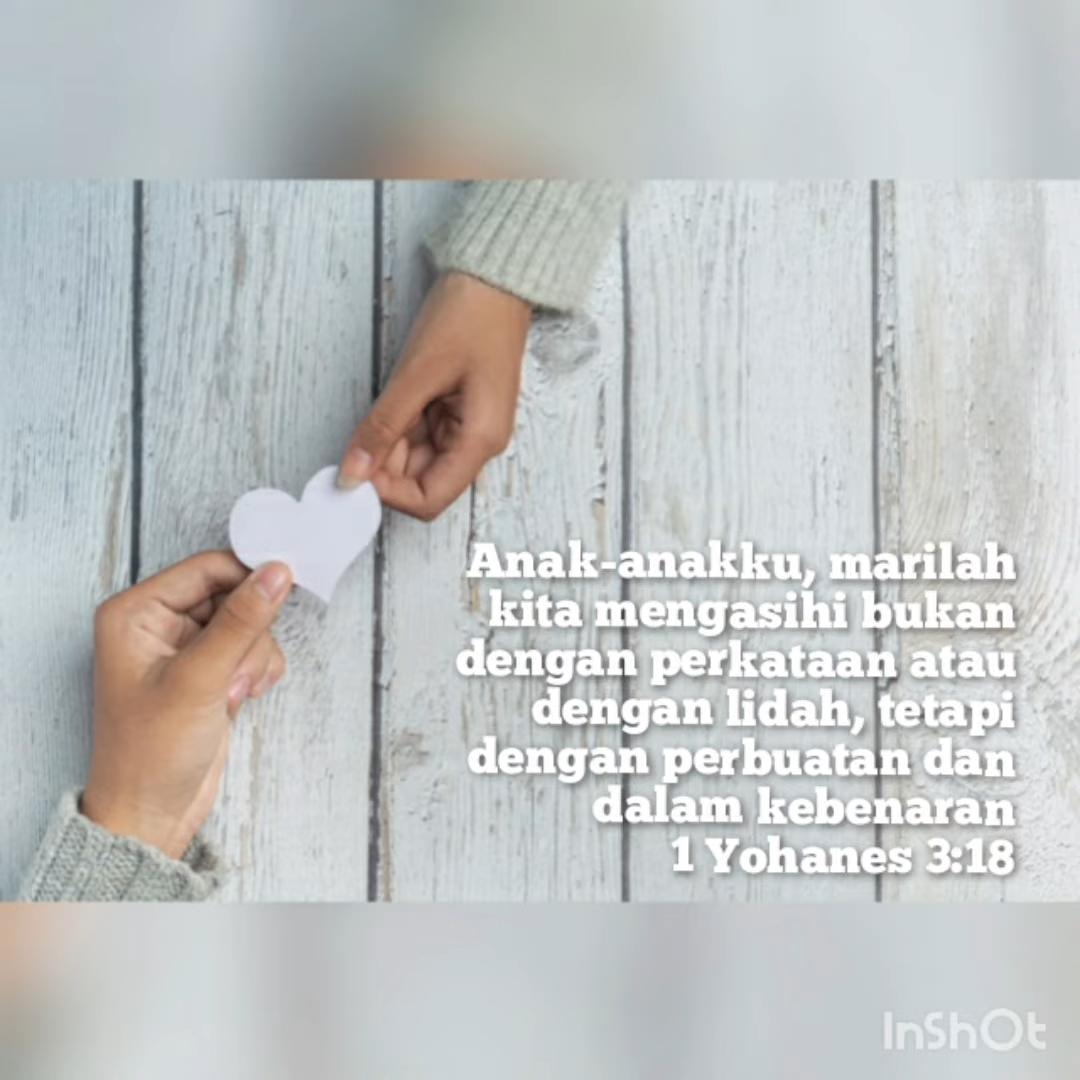 Anak-anakku, marilah
kita mengasihi bukan
dengan perkataan atau
dengan lidah, tetapi
dengan perbuatan dan
dalam kebenaran
1 Yohanes 3:18
InShOt